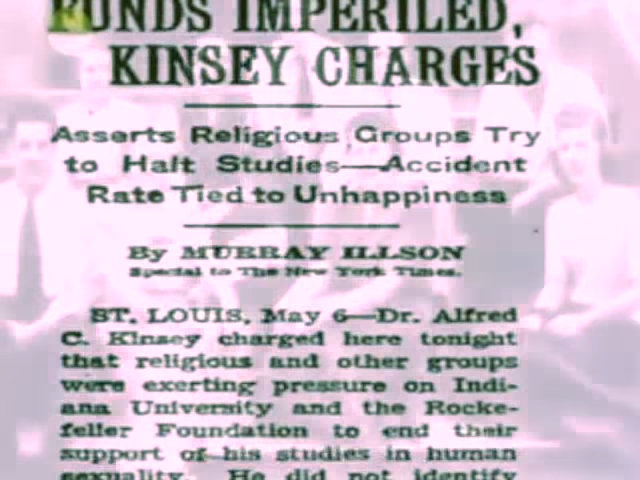 FUNDS IMPERILED,
KINSEY CHARGES
Asserts Religious Groups Try
to Halt Studies—Accident
Rate Tied to Unhappiness
By MURRAY ILLSON
Special to The New York Times.
ST. LOUIS, May 6—Dr. Alfred
C. Kinsey charged here tonight
that religious and other groups
were exerting pressure on Indi-
ana University and the Rocke-
feller Foundation to end their
support of his studies in human
sexuality. He did not identify